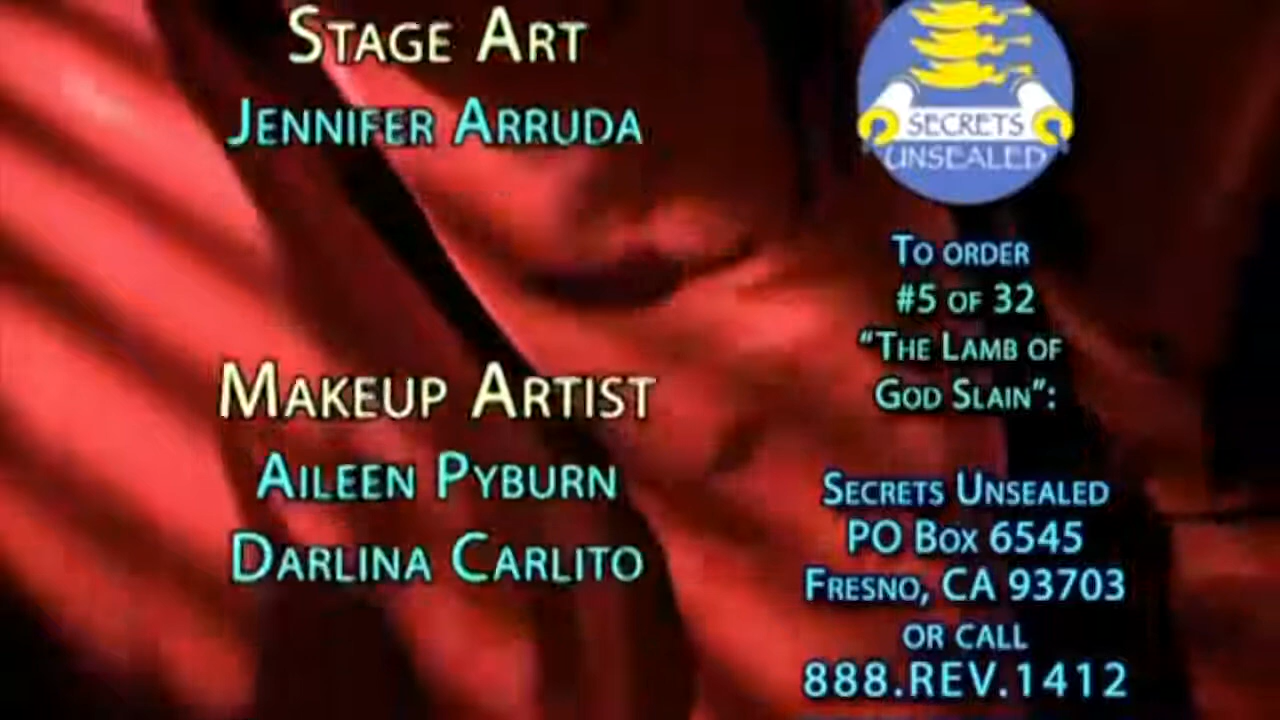 STAGE ART
JENNIFER ARRUDA
MAKEUP ARTIST
AILEEN PYBURN
DARLINA CARLITO
SECRETS
UNSEALED
TO ORDER
#5 OF 32
"THE LAMB OF
GOD SLAIN":
SECRETS UNSEALED
PO BOX 6545
FRESNO, CA 93703
OR CALL
888.REV.1412